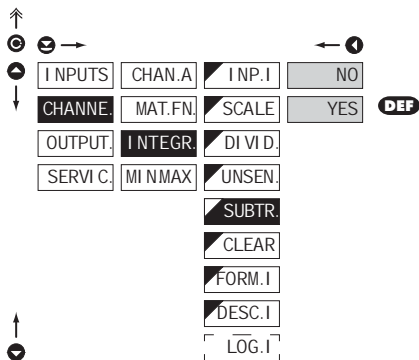 INPUTS CHAN.A INP.I NO
CHANNE. MAT.FN. SCALE YES DEF
OUTPUT. INTEGR. DIVID.
SERVIC. MINMAX UNSEN.
SUBTR.
CLEAR
FORM.I
DESC.I
LOG.I